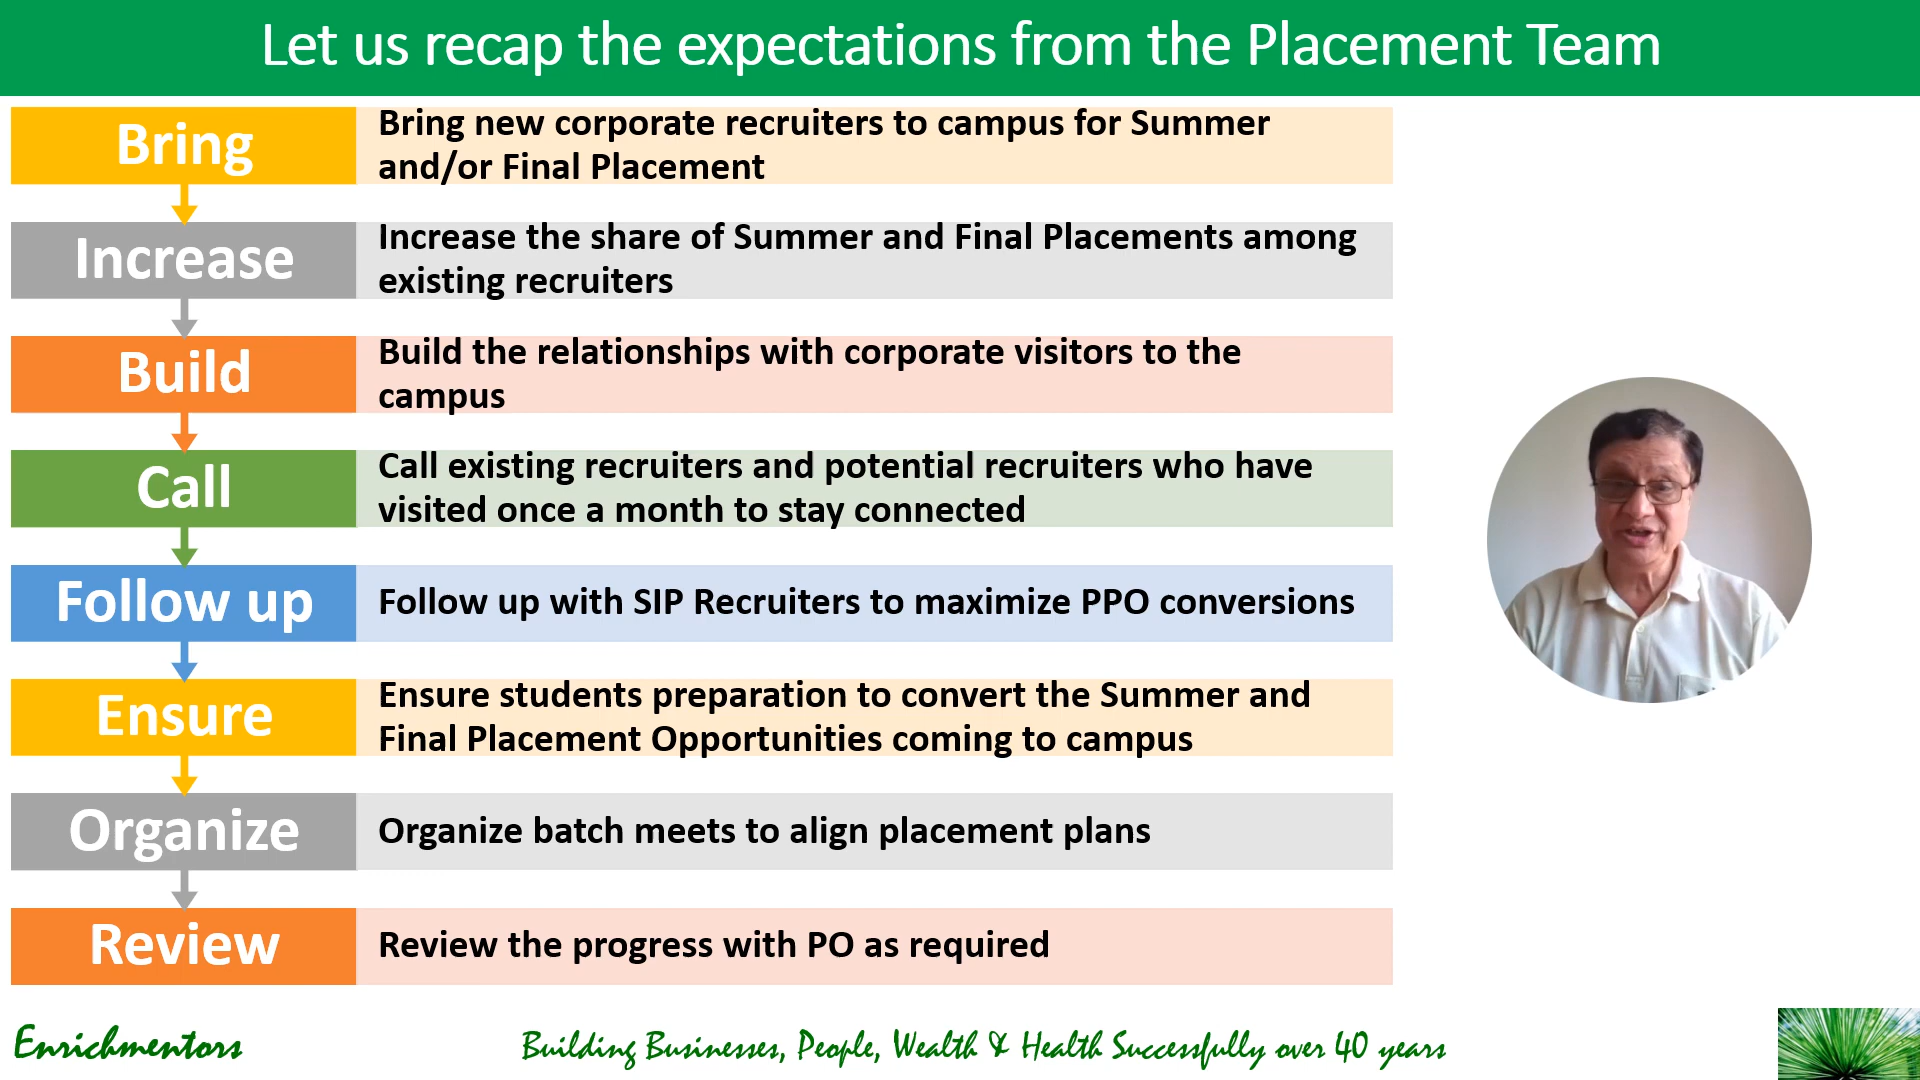 Let us recap the expectations from the Placement Team
Bring
Bring new corporate recruiters to campus for Summer
and/or Final Placement
Increase
Increase the share of Summer and Final Placements among
existing recruiters
Build
Build the relationships with corporate visitors to the
campus
Call
Call existing recruiters and potential recruiters who have
visited once a month to stay connected
Follow up
Follow up with SIP Recruiters to maximize PPO conversions
Ensure
Ensure students preparation to convert the Summer and
Final Placement Opportunities coming to campus
Organize
Organize batch meets to align placement plans
Review
Review the progress with PO as required
Enrichmentors
Building Businesses, People, Wealth & Health Successfully over 40 years